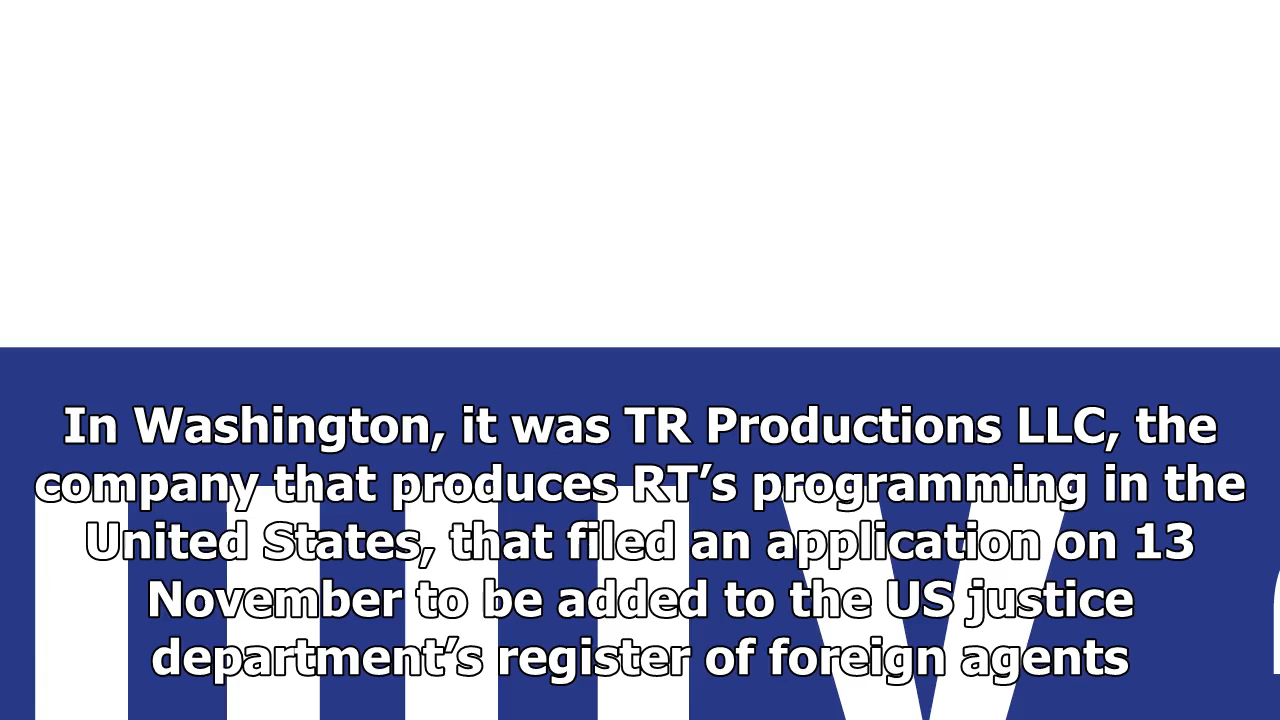 In Washington, it was TR Productions LLC, the
company that produces RT’s programming in the
United States, that filed an application on 13
November to be added to the US justice
department’s register of foreign agents